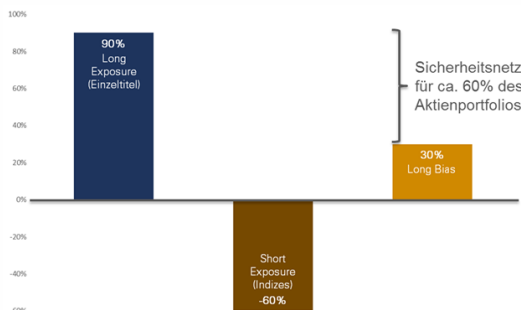 100%
80%
60%
40%
20%
0%
-20%
-40%
-60%
90%
Long
Exposure
(Einzeltitel)
Short
Exposure
(Indizes)
-60%
30%
Long Bias
Sicherheitsnetz
für ca. 60% des
Aktienportfolios